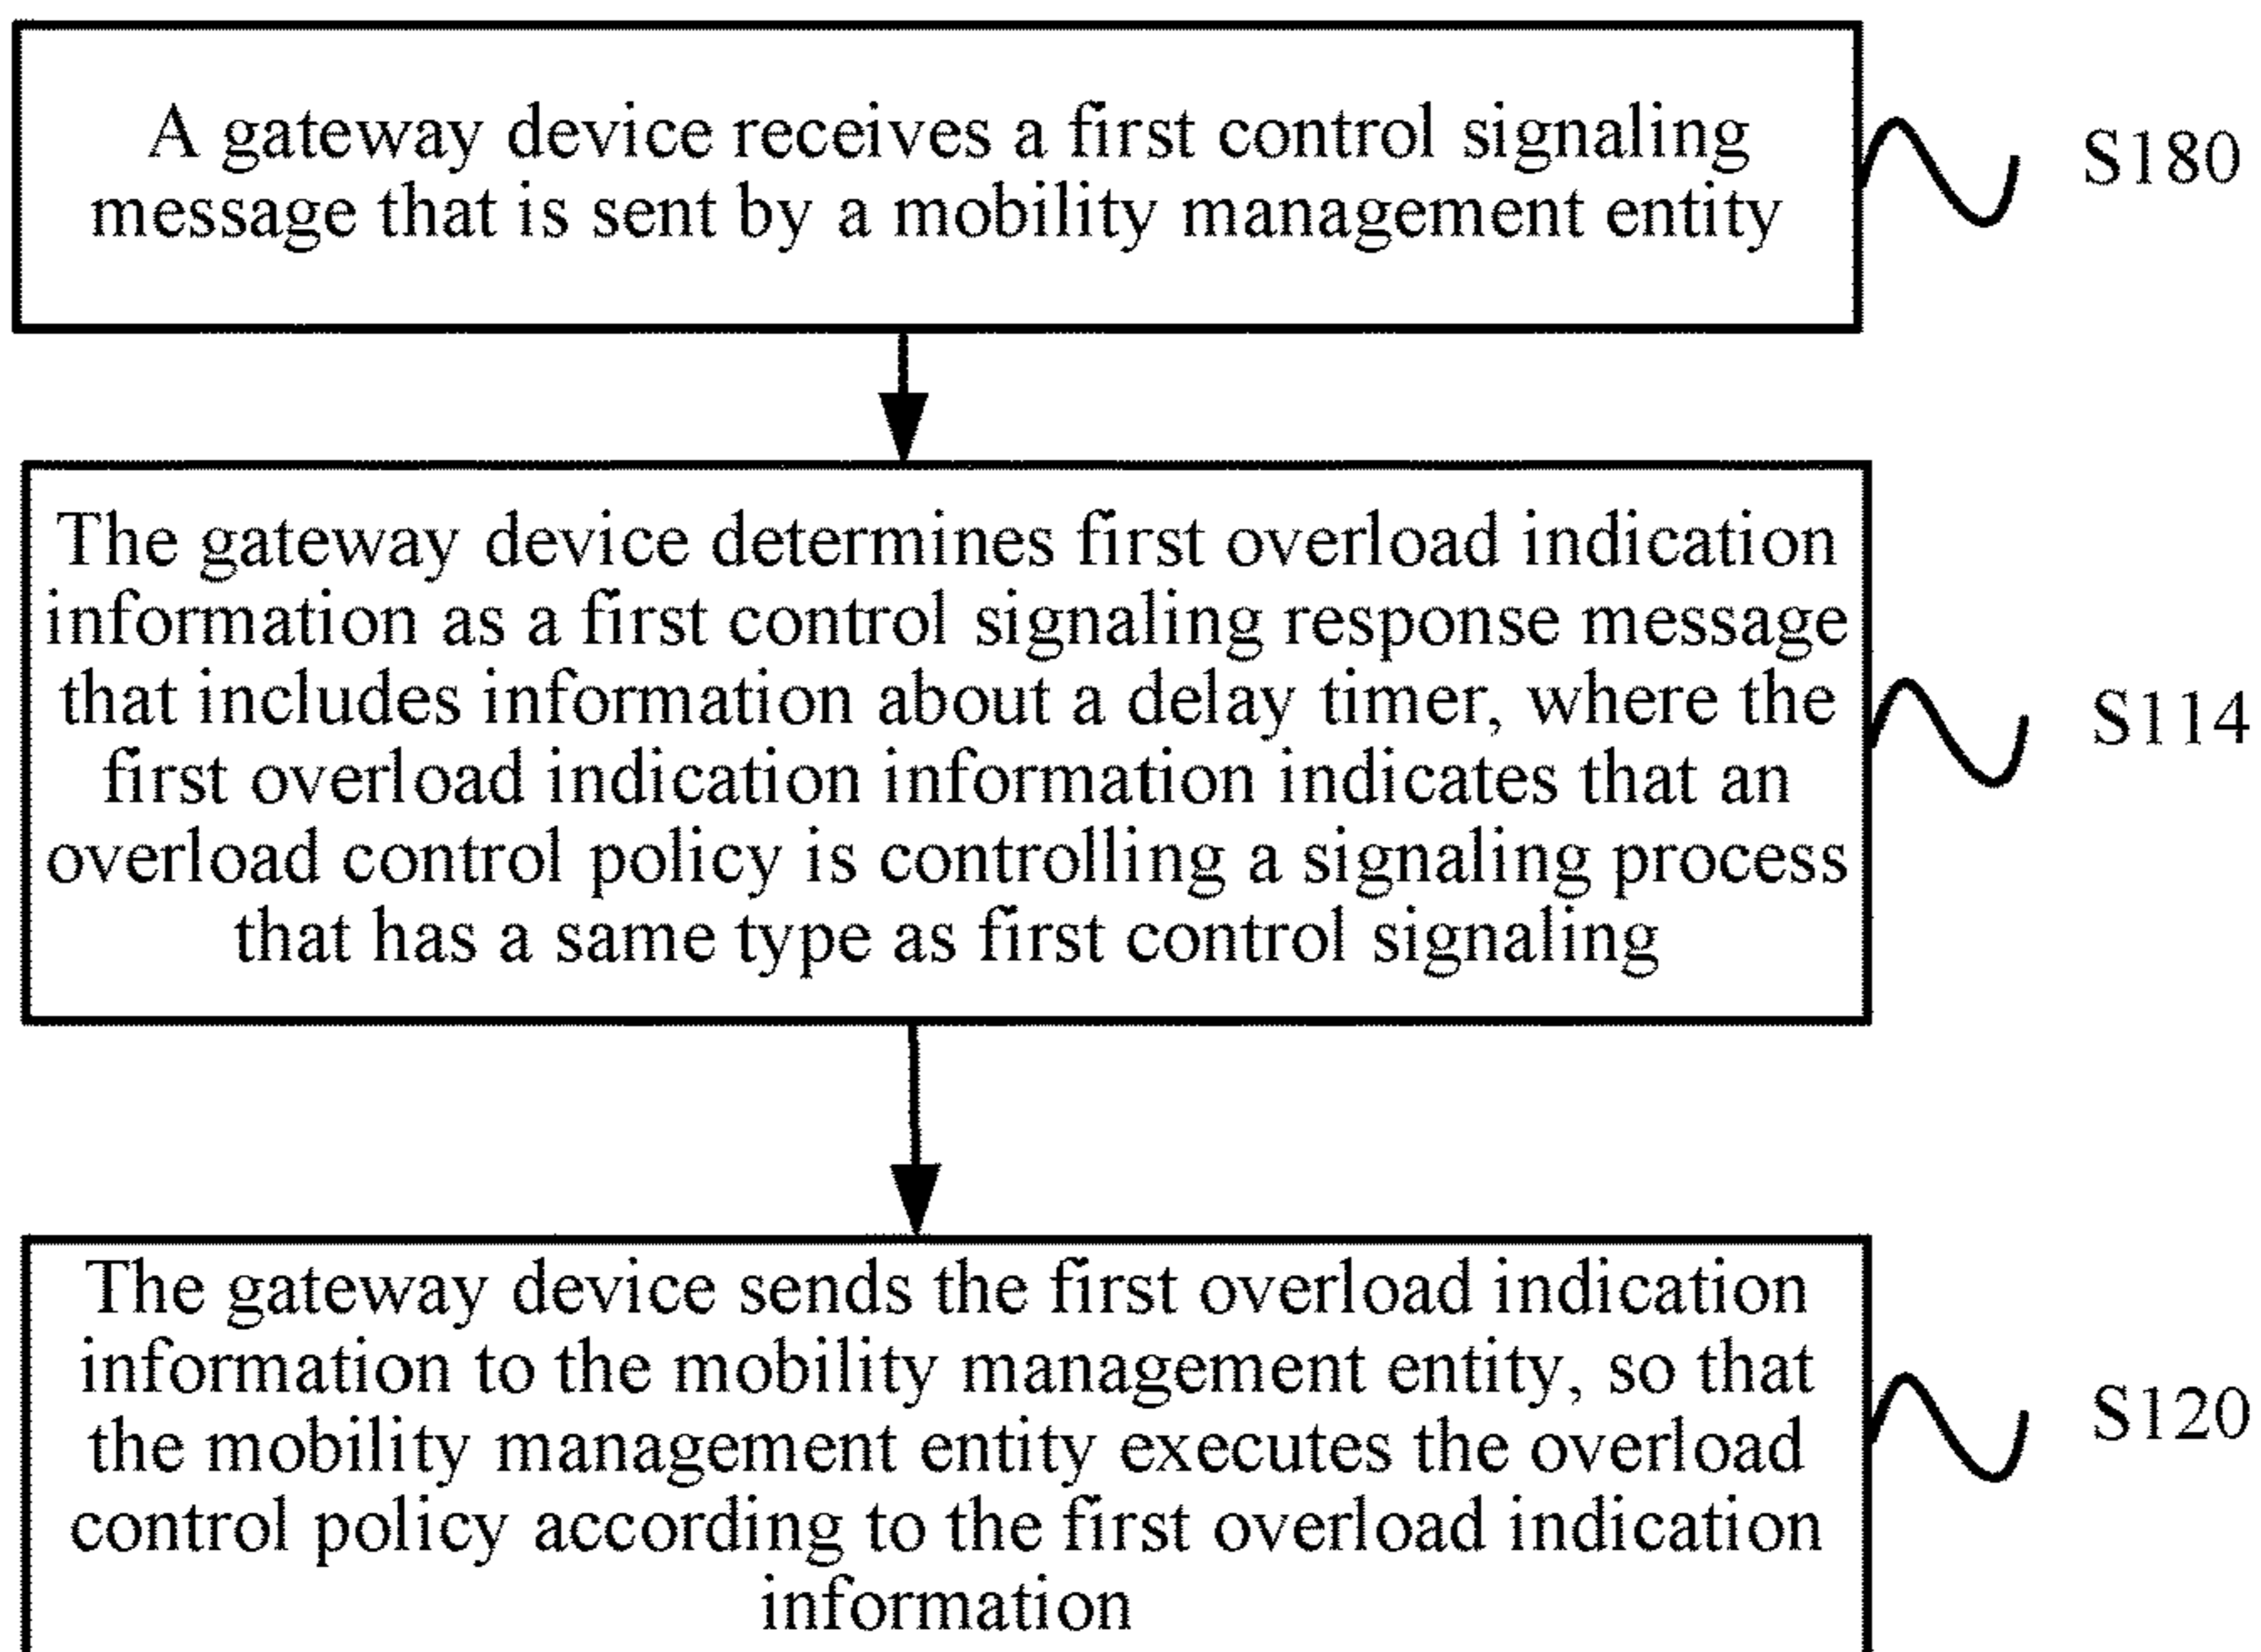 A gateway device receives a first control signaling
message that is sent by a mobility management entity
S180
The gateway device determines first overload indication
information as a first control signaling response message
that includes information about a delay timer, where the
first overload indication information indicates that an
overload control policy is controlling a signaling process
that has a same type as first control signaling
S114
The gateway device sends the first overload indication
information to the mobility management entity, so that
the mobility management entity executes the overload
control policy according to the first overload indication
information
S120